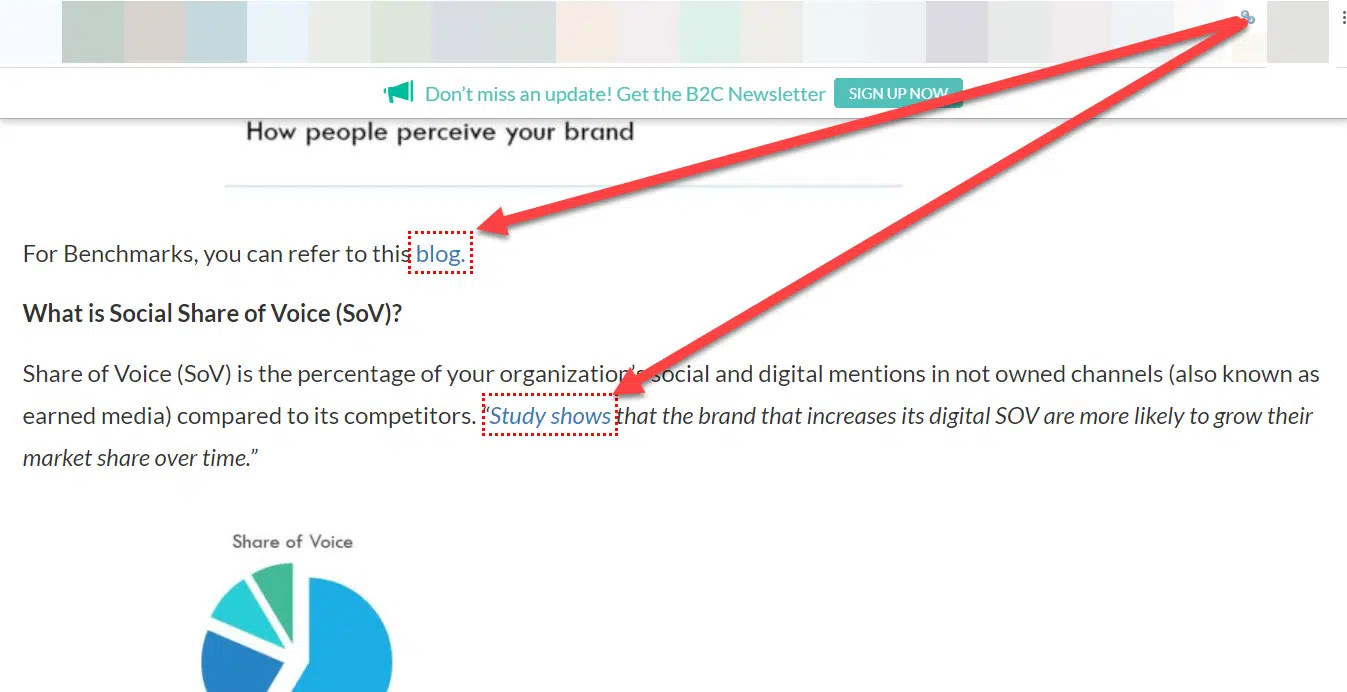 Don't miss an update! Get the B2C Newsletter SIGN UP NOW
How people perceive your brand
For Benchmarks, you can refer to this blog.
What is Social Share of Voice (SoV)?
Share of Voice (SoV) is the percentage of your organization's social and digital mentions in not owned channels (also known as
earned media) compared to its competitors. “Study shows that the brand that increases its digital SOV are more likely to grow their
market share over time.”
Share of Voice